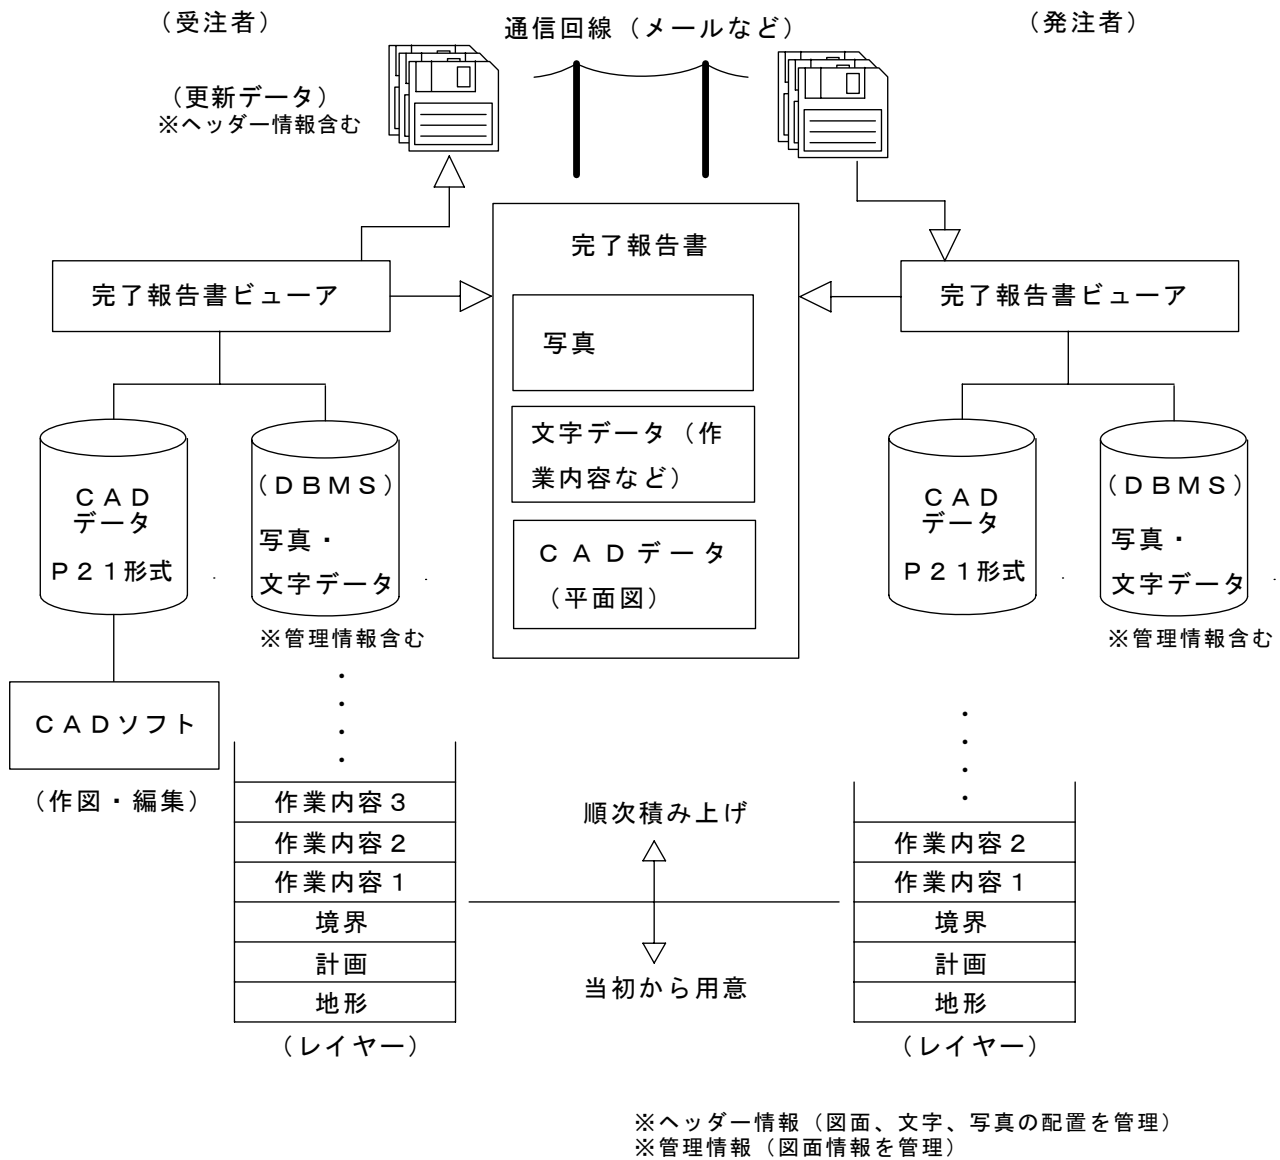 （受注者）
通信回線（メールなど）
（発注者）
（更新データ）
※ヘッダー情報含む
完了報告書
完了報告書ビューア
完了報告書ビューア
写真
文字データ（作
業内容など）
ＣＡＤデータ
（平面図）
ＣＡＤ
データ
Ｐ２１形式
（ＤＢＭＳ）
写真・
文字データ
※管理情報含む
ＣＡＤ
データ
Ｐ２１形式
（ＤＢＭＳ）
写真・
文字データ
※管理情報含む
ＣＡＤソフト
（作図・編集）
作業内容３
作業内容２
作業内容１
境界
計画
地形
（レイヤー）
順次積み上げ
当初から用意
作業内容２
作業内容１
境界
計画
地形
（レイヤー）
※ヘッダー情報（図面、文字、写真の配置を管理）
※管理情報（図面情報を管理）